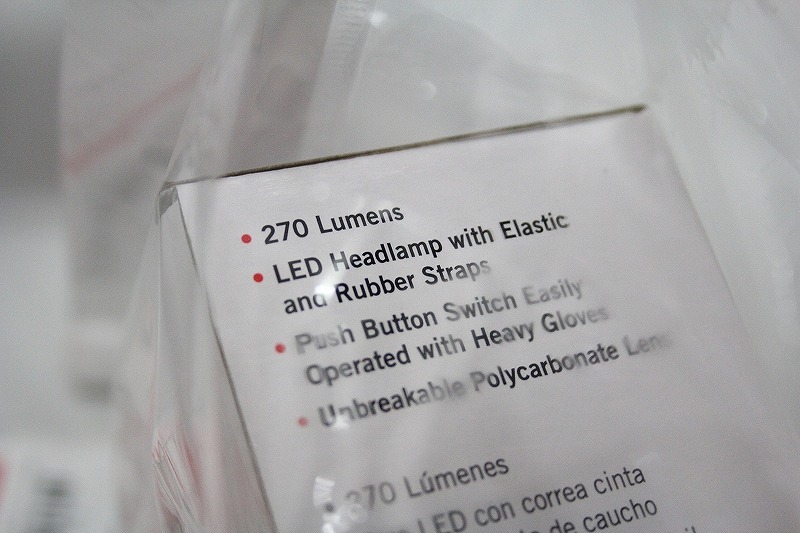 • 270 Lumens
• LED Headlamp with Elastic
and Rubber Straps
• Push Button Switch Easily
Operated with Heavy Gloves
• Unbreakable Polycarbonate Lens
270 Lúmenes
LED con correa cinta
de caucho